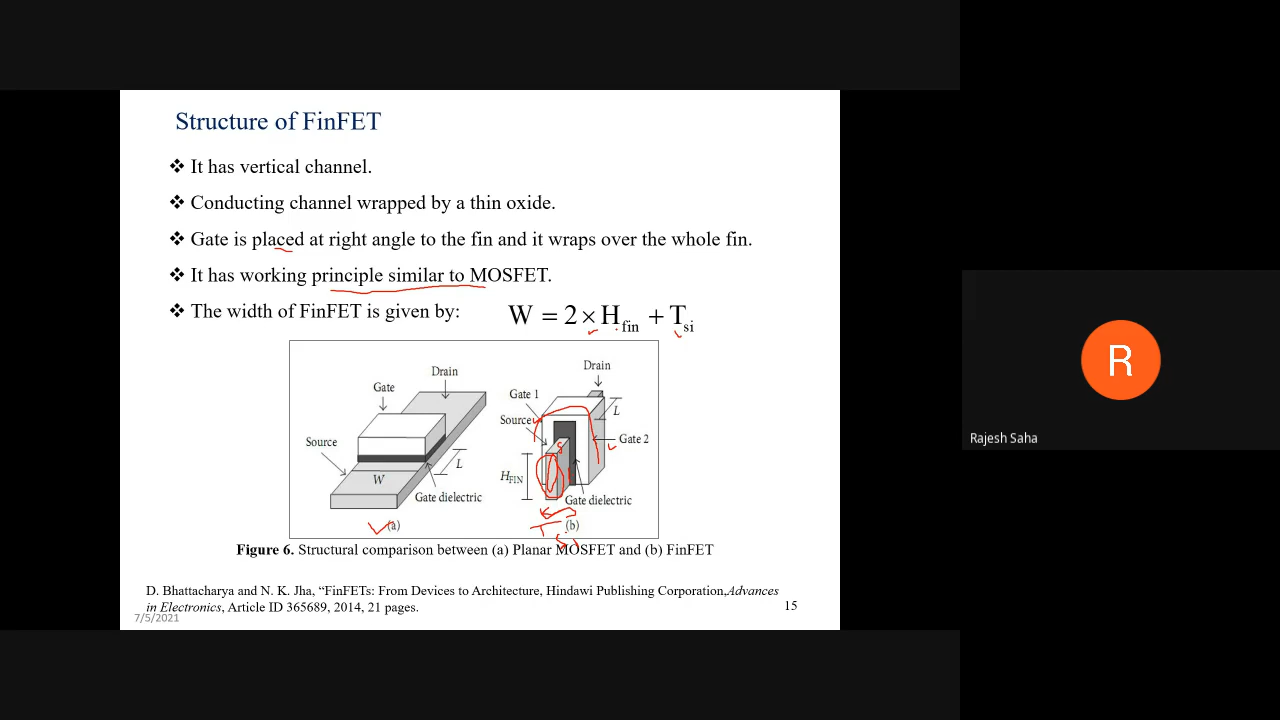 Structure of FinFET
❖ It has vertical channel.
❖ Conducting channel wrapped by a thin oxide.
❖ Gate is placed at right angle to the fin and it wraps over the whole fin.
❖ It has working principle similar to MOSFET.
❖ The width of FinFET is given by: W = 2 × Hfin + Tsi
Gate
Drain
Source
W
L
Gate dielectric
(a)
Drain
Gate 1
Source
L
Gate 2
HFIN
Gate dielectric
(b)
T
Si
Figure 6. Structural comparison between (a) Planar MOSFET and (b) FinFET
D. Bhattacharya and N. K. Jha, “FinFETs: From Devices to Architecture, Hindawi Publishing Corporation,Advances
in Electronics, Article ID 365689, 2014, 21 pages.
15
7/5/2021
R
Rajesh Saha